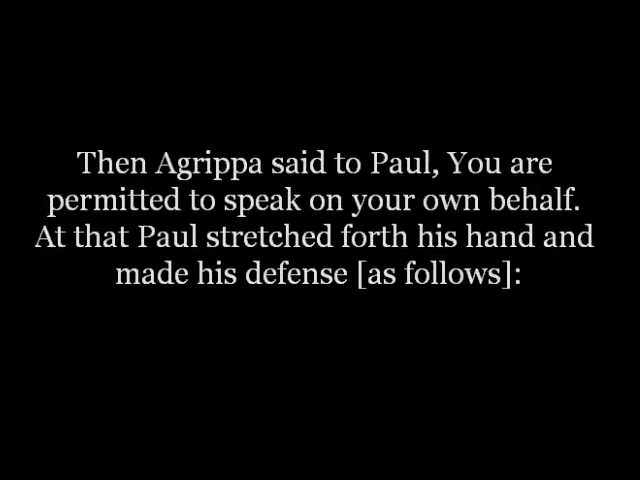 Then Agrippa said to Paul, You are
permitted to speak on your own behalf.
At that Paul stretched forth his hand and
made his defense [as follows]: